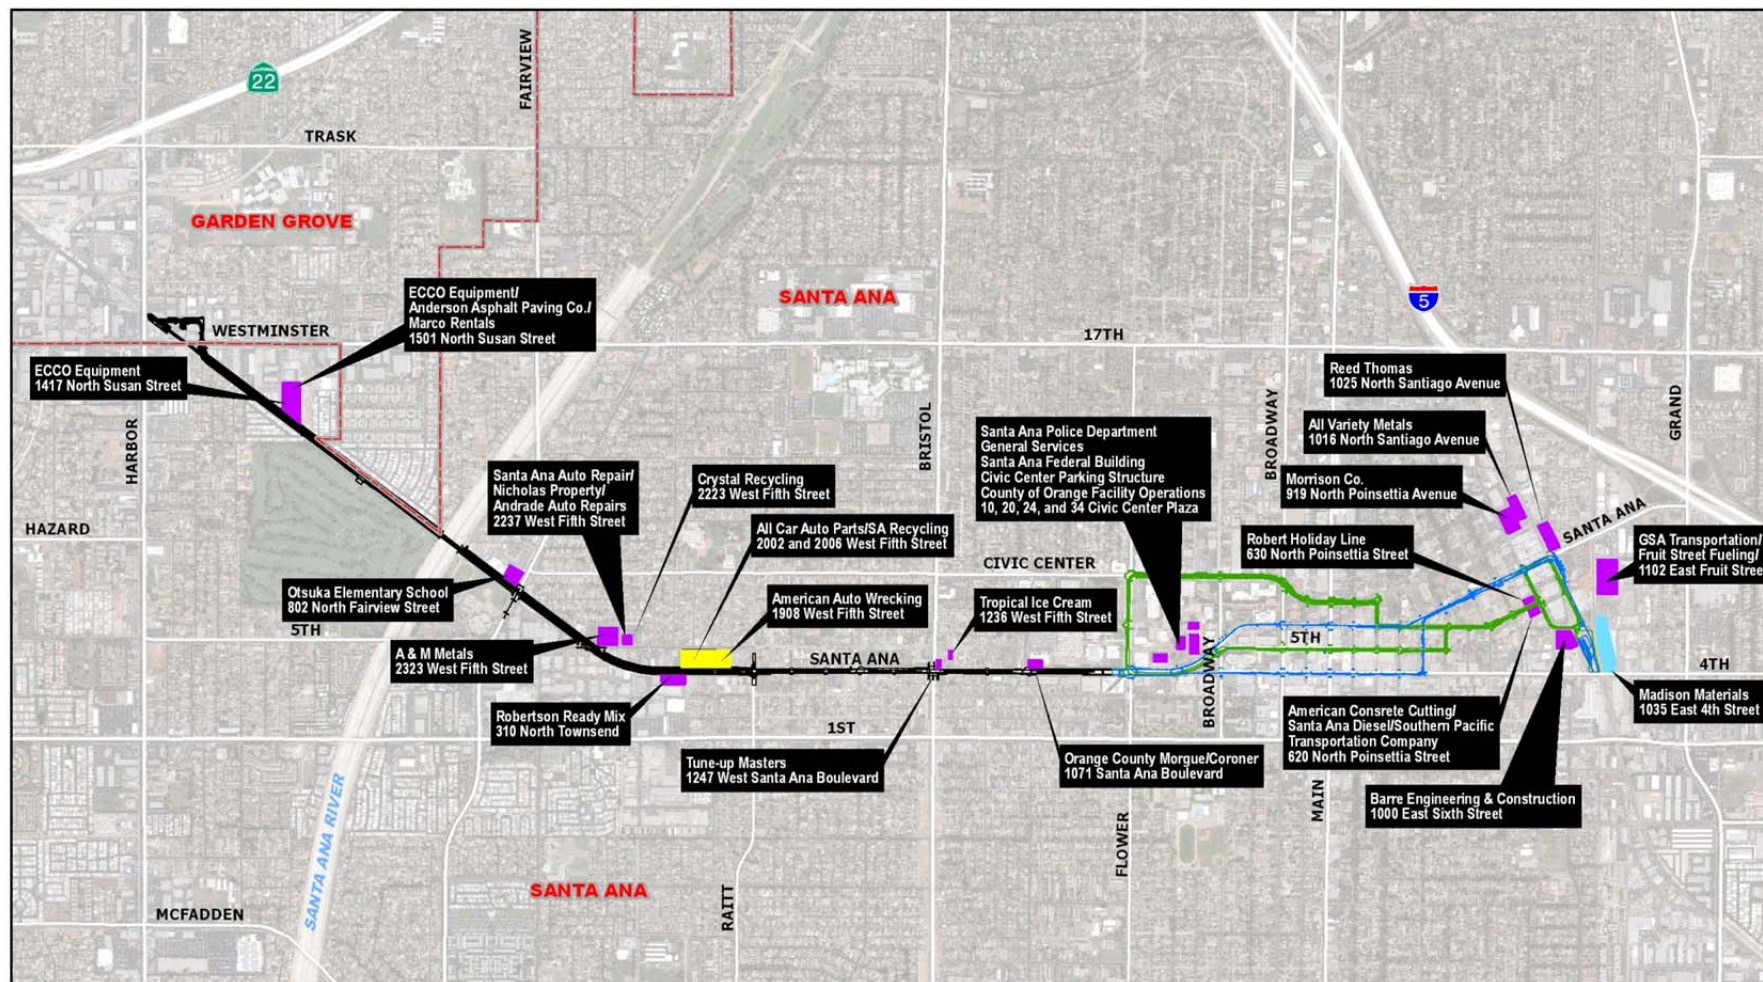 22
FAIRVIEW
TRASK
GARDEN GROVE
SANTA ANA
5
WESTMINSTER
17TH
ECCO Equipment/
Anderson Asphalt Paving Co./
Marco Rentals
1501 North Susan Street
ECCO Equipment
1417 North Susan Street
Reed Thomas
1025 North Santiago Avenue
All Variety Metals
1016 North Santiago Avenue
Morrison Co.
919 North Poinsettia Avenue
HARBOR
BRISTOL
BROADWAY
GRAND
Santa Ana Police Department
General Services
Santa Ana Federal Building
Civic Center Parking Structure
County of Orange Facility Operations
10, 20, 24, and 34 Civic Center Plaza
Santa Ana Auto Repair/
Nicholas Property/
Andrade Auto Repairs
2237 West Fifth Street
Crystal Recycling
2223 West Fifth Street
All Car Auto Parts/SA Recycling
2002 and 2006 West Fifth Street
HAZARD
SANTA ANA
Robert Holiday Line
630 North Poinsettia Street
GSA Transportation/
Fruit Street Fueling/
1102 East Fruit Stree
CIVIC CENTER
Otsuka Elementary School
802 North Fairview Street
American Auto Wrecking
1908 West Fifth Street
Tropical Ice Cream
1236 West Fifth Street
5TH
5TH
A & M Metals
2323 West Fifth Street
SANTA ANA
4TH
BROADWAY
Robertson Ready Mix
310 North Townsend
1ST
Madison Materials
1035 East 4th Street
American Consrete Cutting/
Santa Ana Diesel/Southern Pacific
Transportation Company
620 North Poinsettia Street
Tune-up Masters
1247 West Santa Ana Boulevard
Orange County Morgue/Coroner
1071 Santa Ana Boulevard
Barre Engineering & Construction
1000 East Sixth Street
SANTA ANA RIVER
MAIN
FLOWER
SANTA ANA
RAITT
MCFADDEN